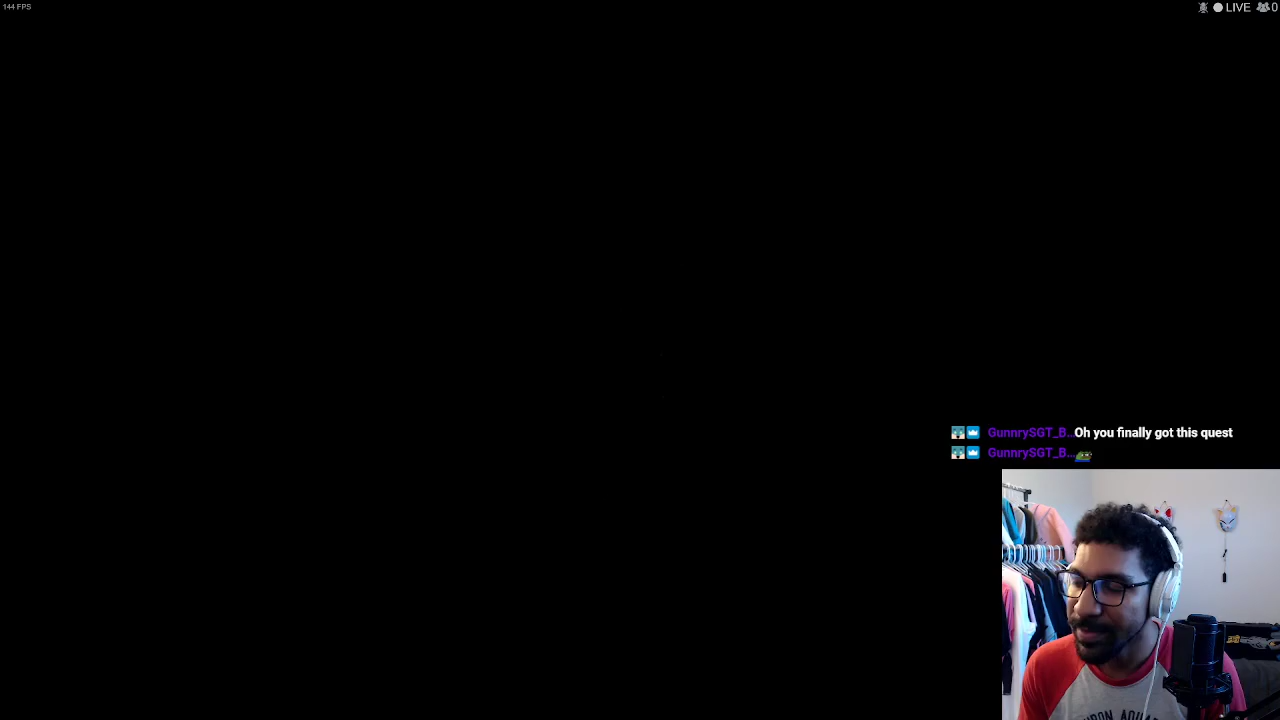 144 FPS
LIVE 0
GunnrySGT_B... Oh you finally got this quest
GunnrySGT_B...